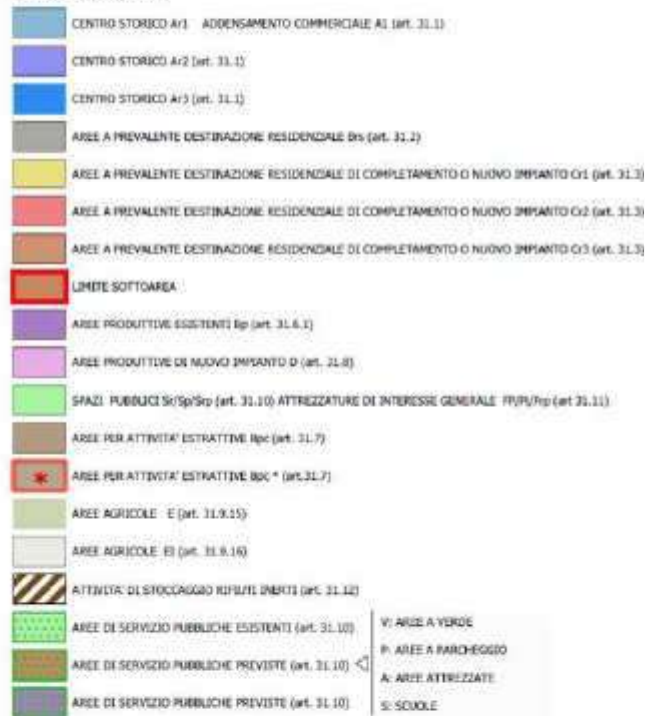 CENTRO STORICO Ar1 ADDENSAMENTO COMMERCIALE A1 (art. 31.1)
CENTRO STORICO Ar2 (art. 31.1)
CENTRO STORICO Ar3 (art. 31.1)
AREE A PREVALENTE DESTINAZIONE RESIDENZIALE Brs (art. 31.2)
AREE A PREVALENTE DESTINAZIONE RESIDENZIALE DI COMPLETAMENTO O NUOVO IMPIANTO Cr1 (art. 31.3)
AREE A PREVALENTE DESTINAZIONE RESIDENZIALE DI COMPLETAMENTO O NUOVO IMPIANTO Cr2 (art. 31.3)
AREE A PREVALENTE DESTINAZIONE RESIDENZIALE DI COMPLETAMENTO O NUOVO IMPIANTO Cr3 (art. 31.3)
LIMITE SOTTOAREA
AREE PRODUTTIVE ESISTENTI Bp (art. 31.6.1)
AREE PRODUTTIVE DI NUOVO IMPIANTO D (art. 31.8)
SPAZI PUBBLICI Sr/Sp/Srp (art. 31.10) ATTREZZATURE DI INTERESSE GENERALE FP/Pi/Frp (art 31.11)
AREE PER ATTIVITA' ESTRATTIVE Bpc (art. 31.7)
AREE PER ATTIVITA' ESTRATTIVE Bpc * (art.31.7)
AREE AGRICOLE E (art. 31.9.15)
AREE AGRICOLE EI (art. 31.9.16)
ATTIVITA' DI STOCCAGGIO RIFIUTI INERTI (art. 31.12)
AREE DI SERVIZIO PUBBLICHE ESISTENTI (art. 31.10)
AREE DI SERVIZIO PUBBLICHE PREVISTE (art. 31.10)
AREE DI SERVIZIO PUBBLICHE PREVISTE (art. 31.10)
V: AREE A VERDE
P: AREE A PARCHEGGIO
A: AREE ATTREZZATE
S: SCUOLE